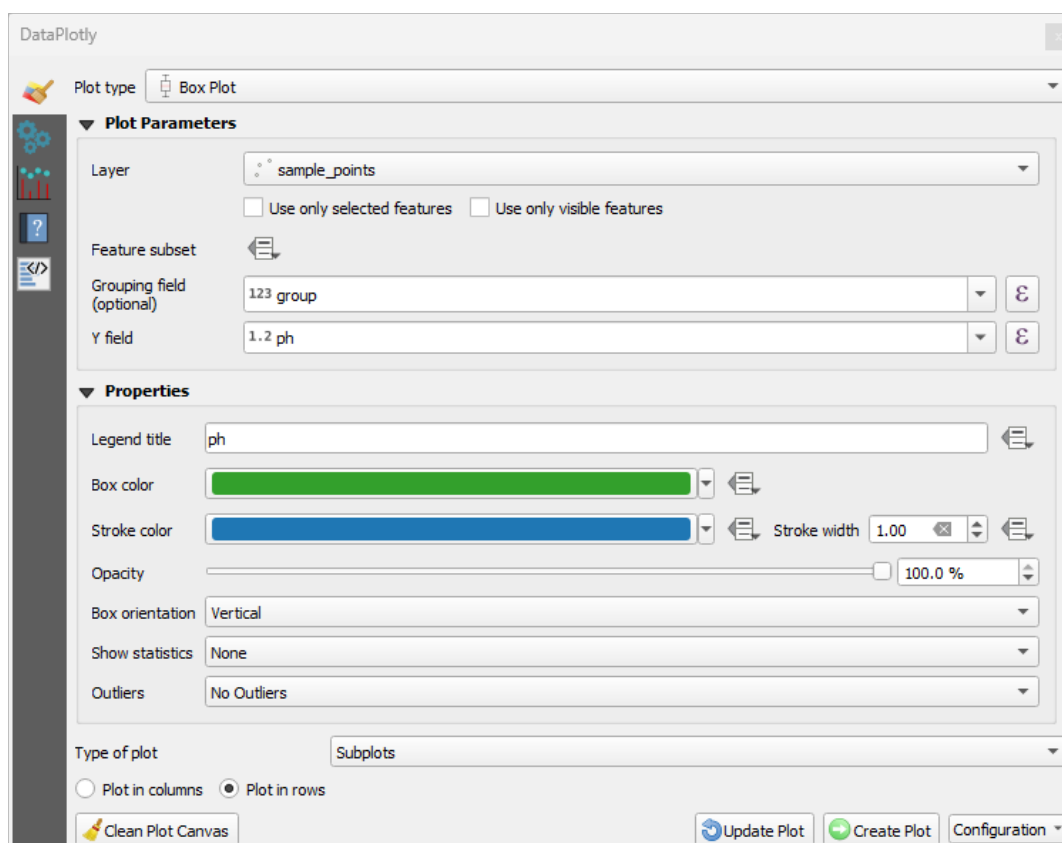 DataPlotly
Plot type Box Plot
Plot Parameters
Layer sample_points
Use only selected features Use only visible features
Feature subset
Grouping field
(optional) 123 group ε
Y field 1.2 ph ε
Properties
Legend title ph
Box color
Stroke color Stroke width 1.00
Opacity 100.0 %
Box orientation Vertical
Show statistics None
Outliers No Outliers
Type of plot Subplots
Plot in columns Plot in rows
Clean Plot Canvas Update Plot Create Plot Configuration